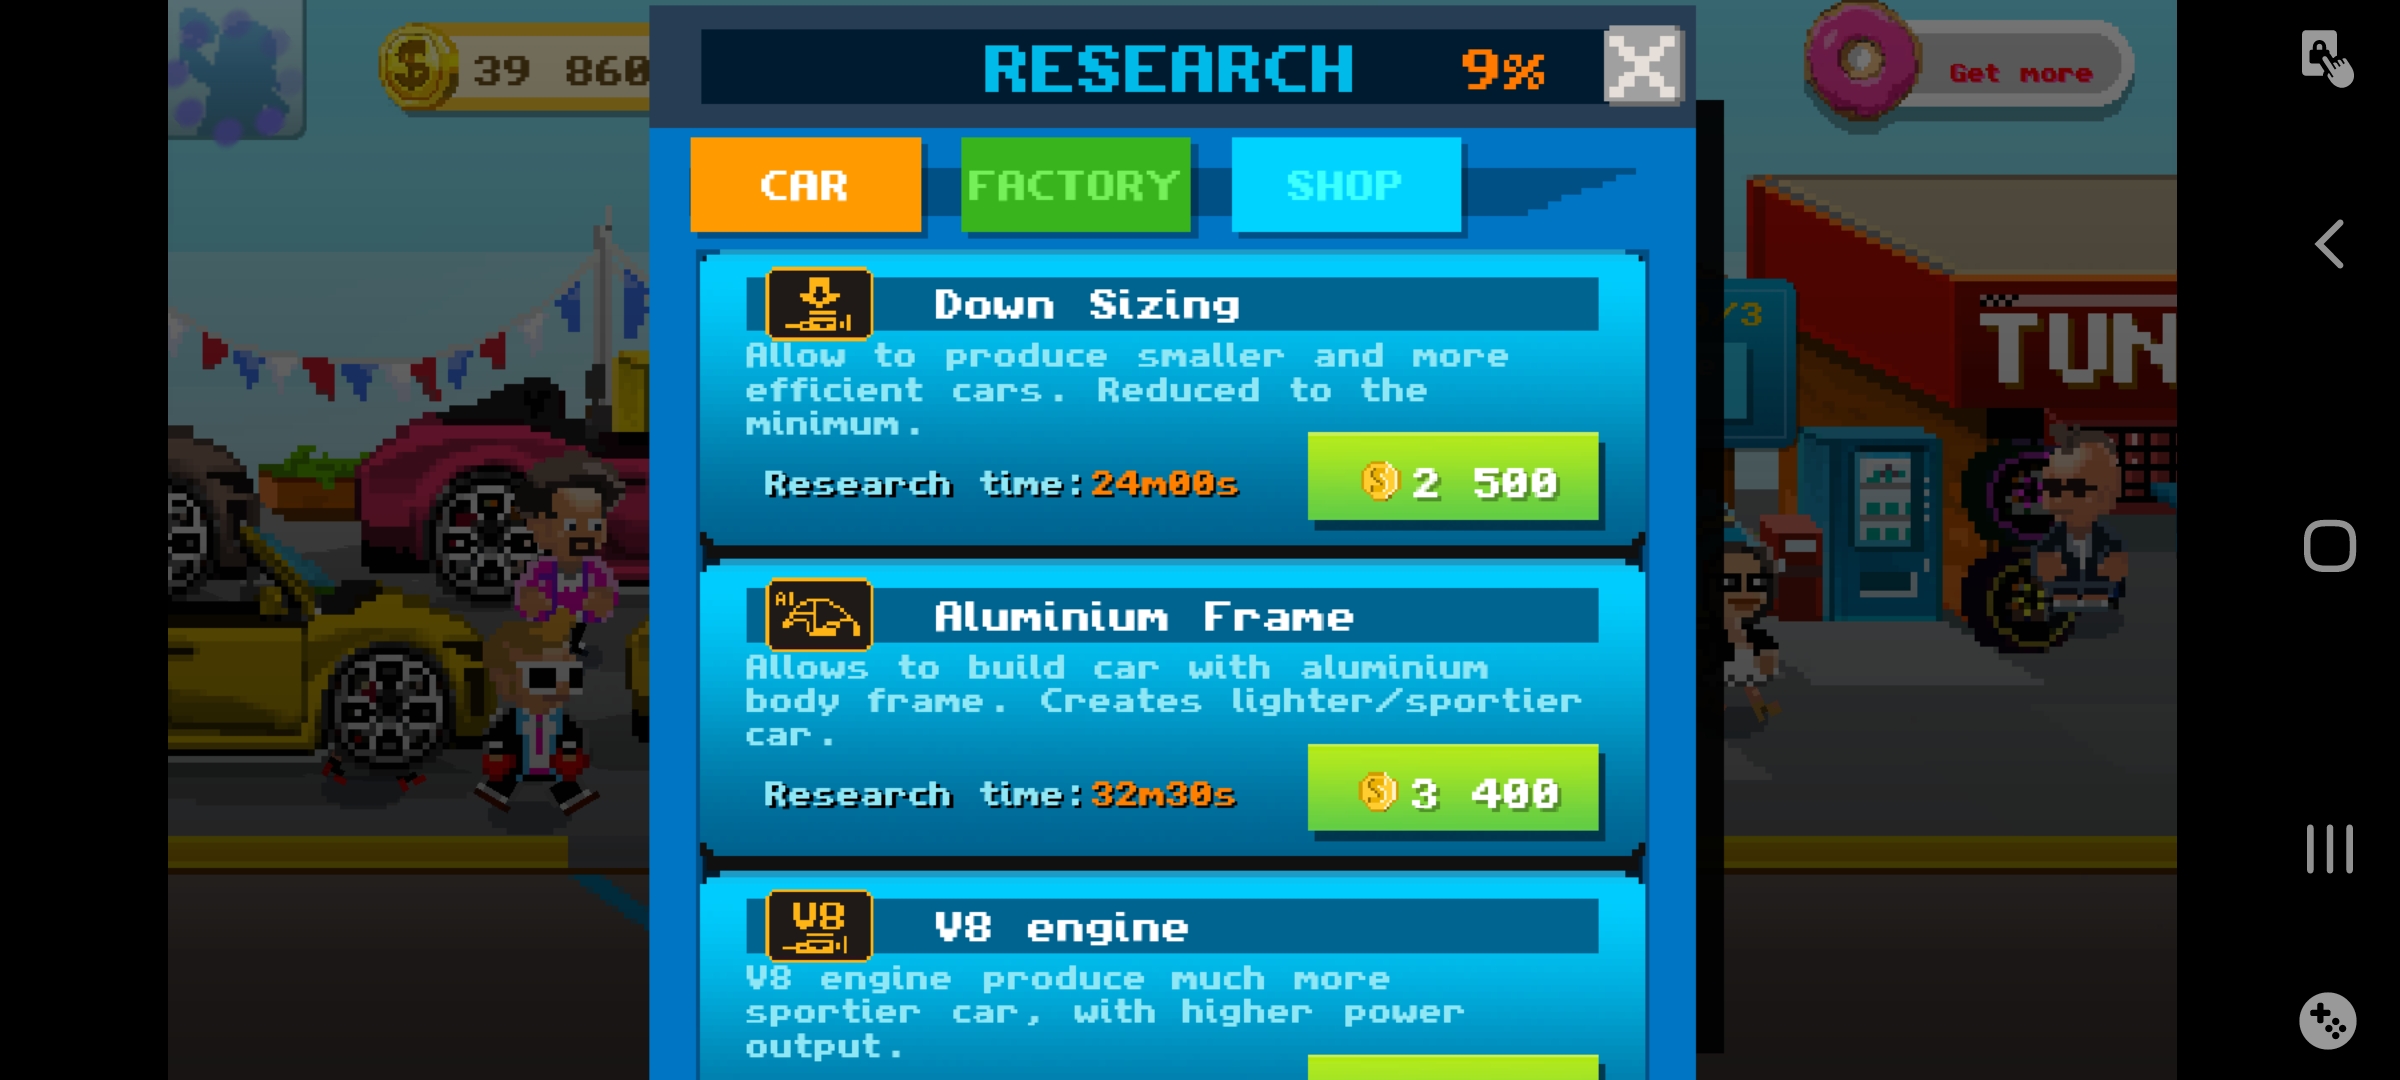 39 860
RESEARCH 9%
Get more
CAR FACTORY SHOP
Down Sizing
Allow to produce smaller and more
efficient cars. Reduced to the
minimum.
Research time:24m00s
2 500
/3
TUN
Al
Aluminium Frame
Allows to build car with aluminium
body frame. Creates lighter/sportier
car.
Research time:32m30s
3 400
V8
V8 engine
V8 engine produce much more
sportier car, with higher power
output.